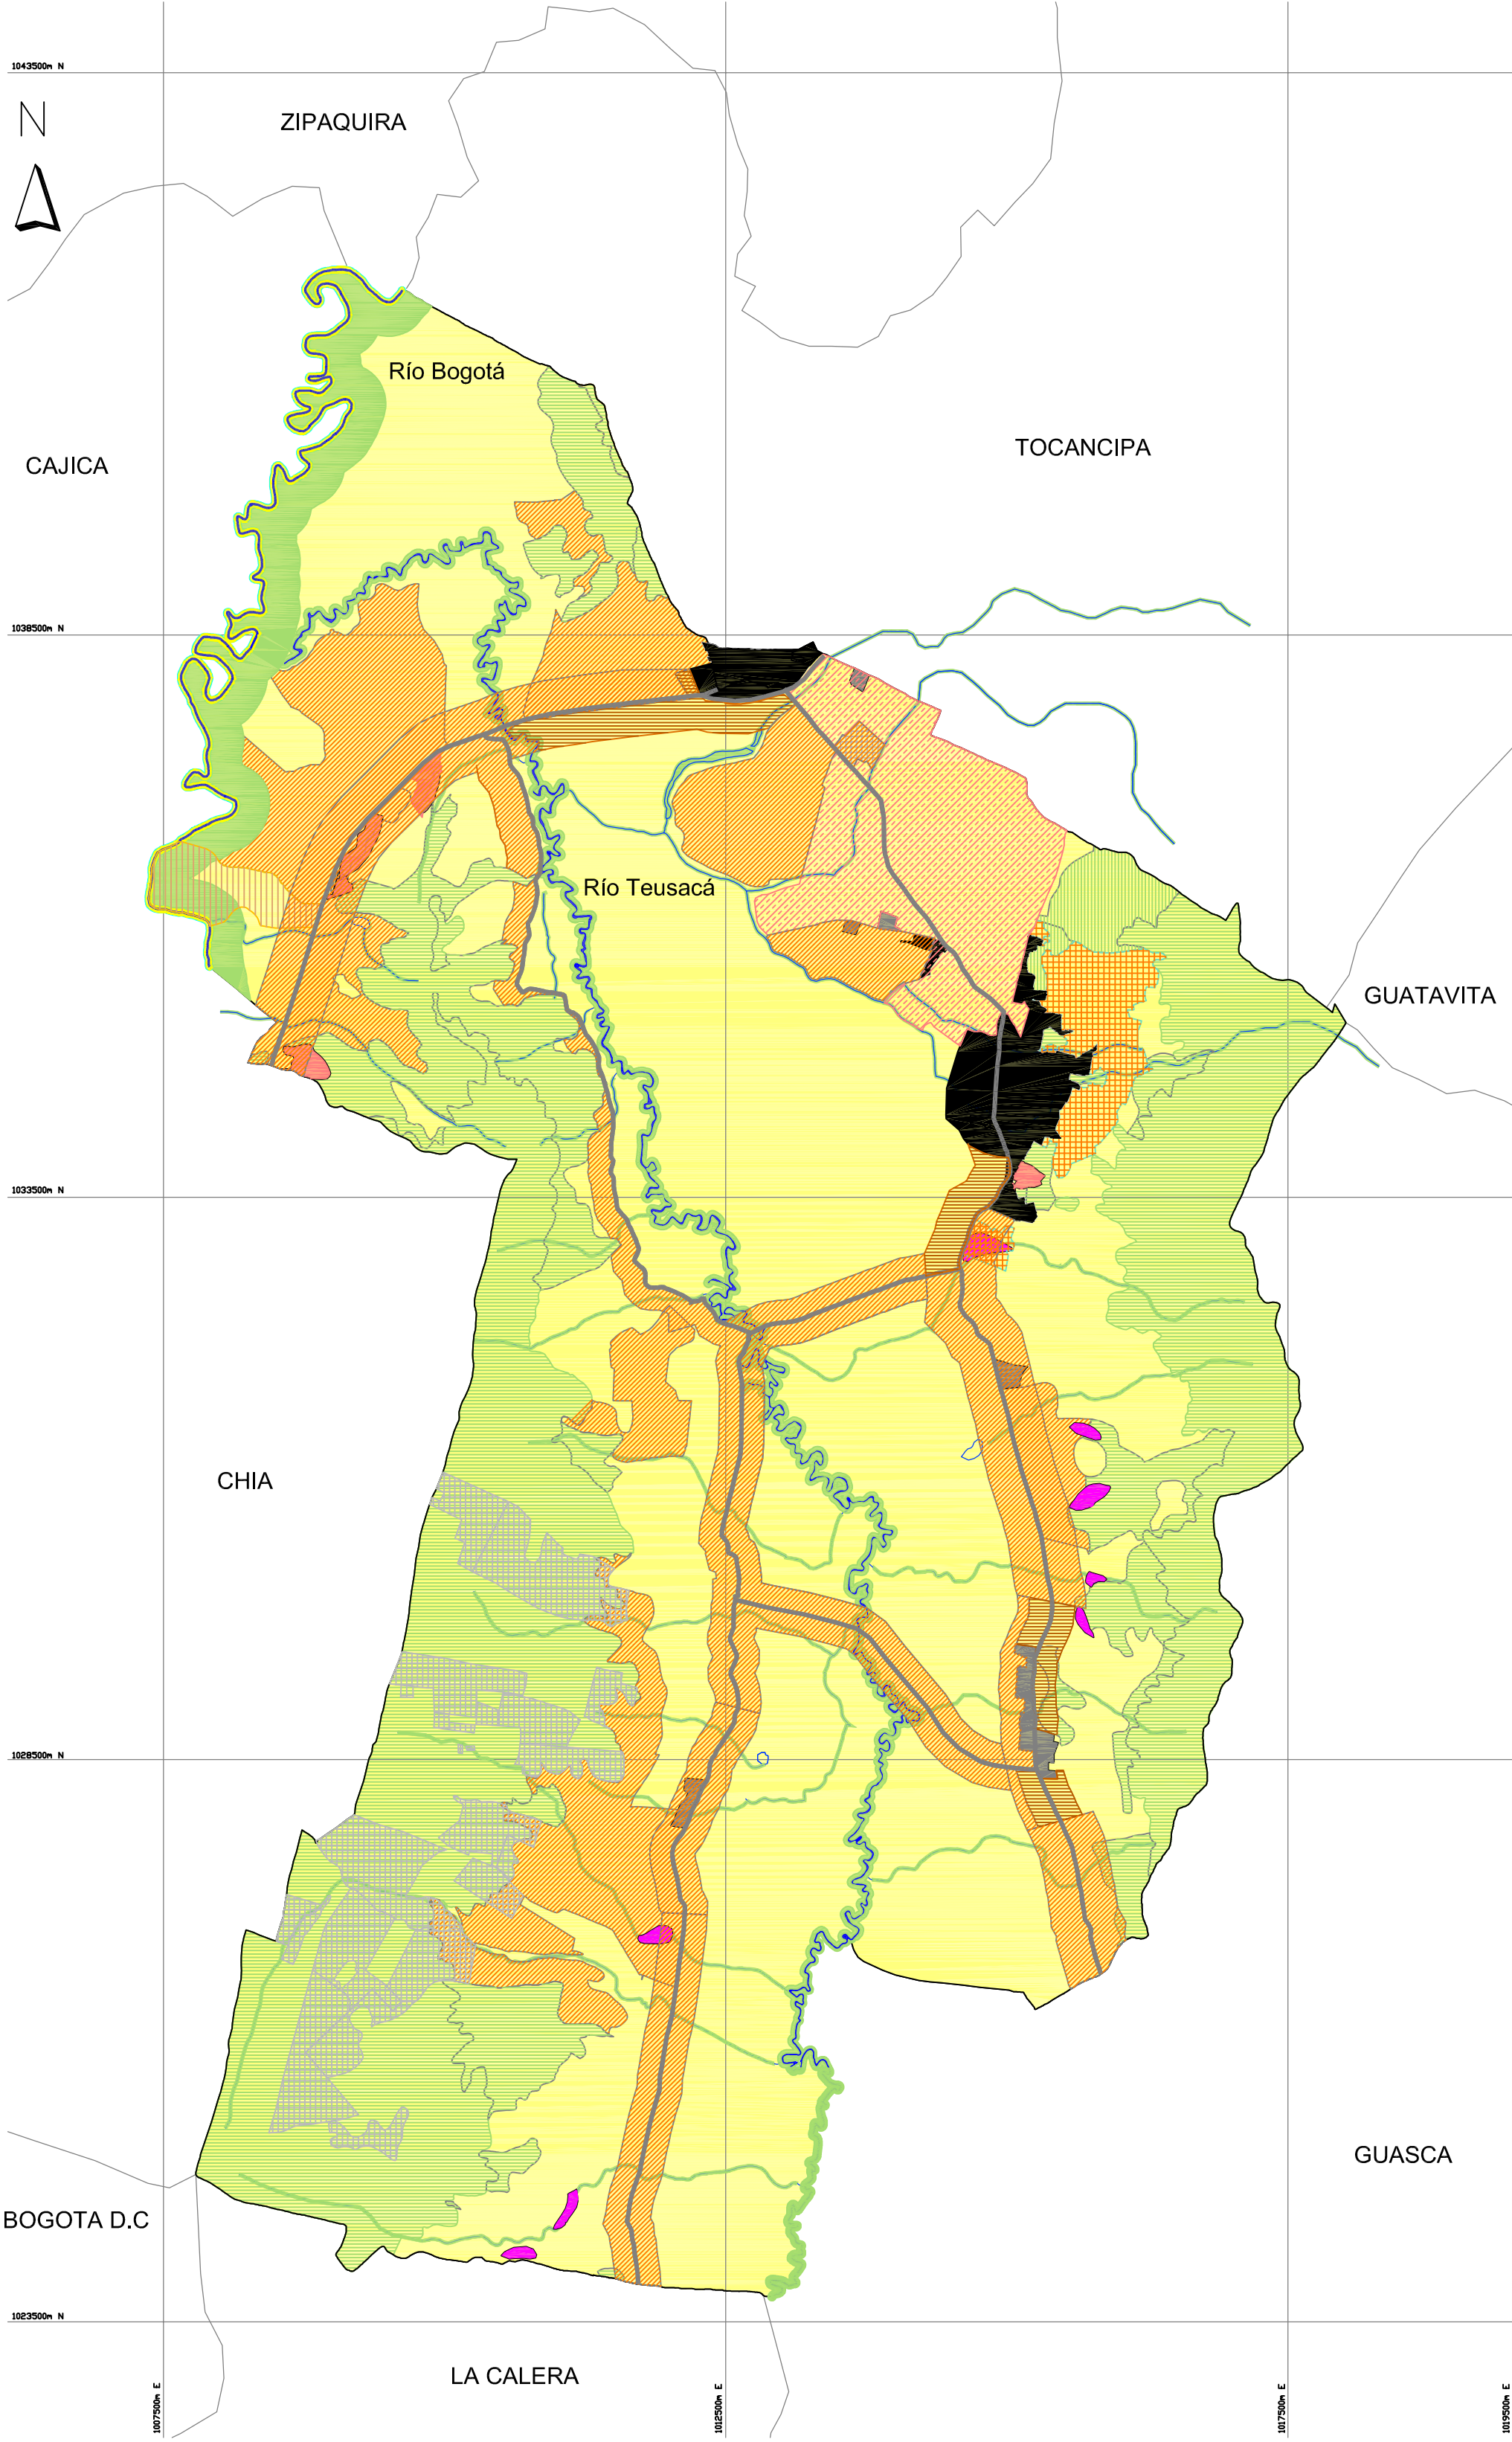 1043500m N
N
ZIPAQUIRA
Río Bogotá
TOCANCIPA
CAJICA
1038500m N
Río Teusacá
GUATAVITA
1033500m N
CHIA
1028500m N
GUASCA
BOGOTA D.C
1023500m N
LA CALERA
1007500m E
1012500m E
1017500m E
1019500m E